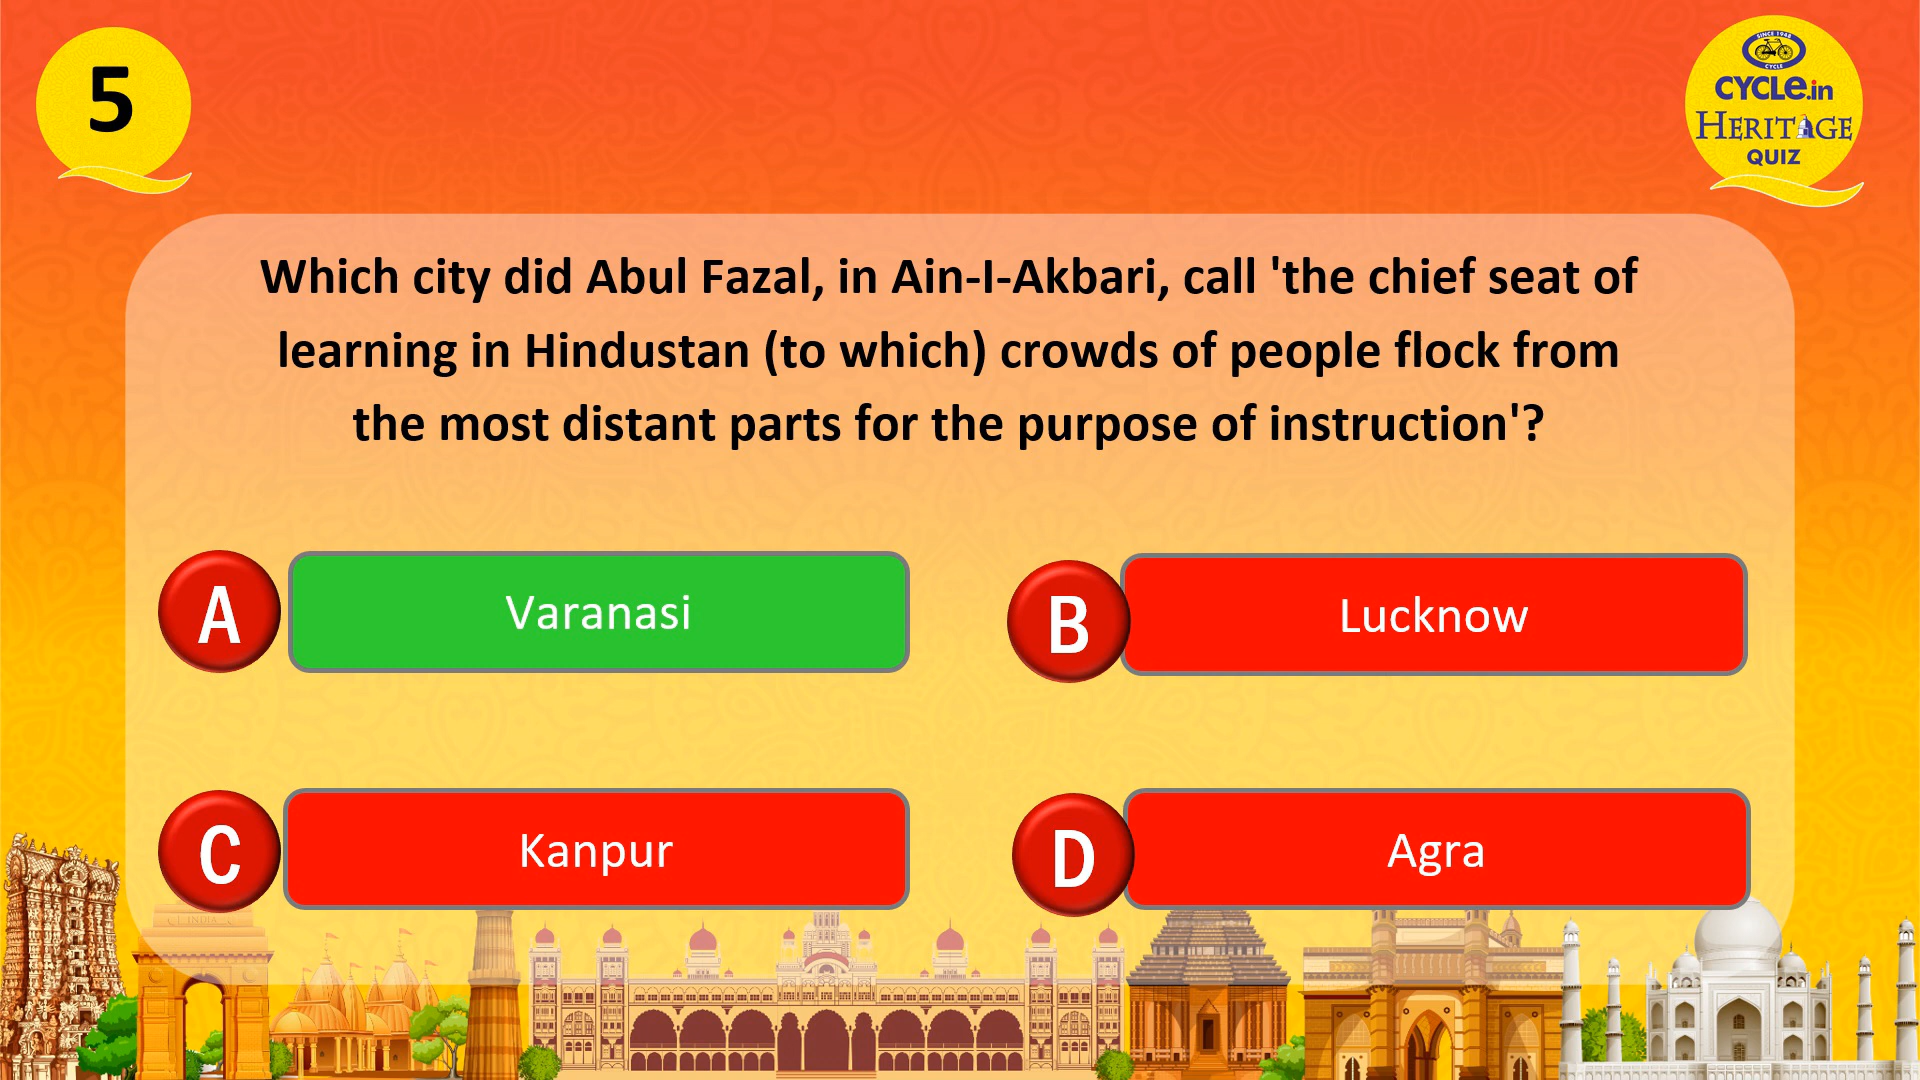 5
SINCE 1948
CYCLE
CYCLE.in
HERITAGE
QUIZ
Which city did Abul Fazal, in Ain-I-Akbari, call 'the chief seat of
learning in Hindustan (to which) crowds of people flock from
the most distant parts for the purpose of instruction'?
A Varanasi
B Lucknow
C Kanpur
D Agra
INDIA